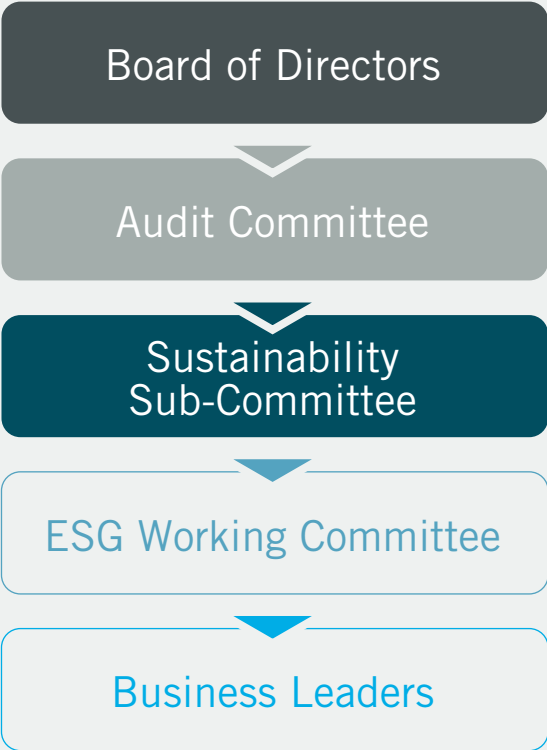 Board of Directors
Audit Committee
Sustainability
Sub-Committee
ESG Working Committee
Business Leaders